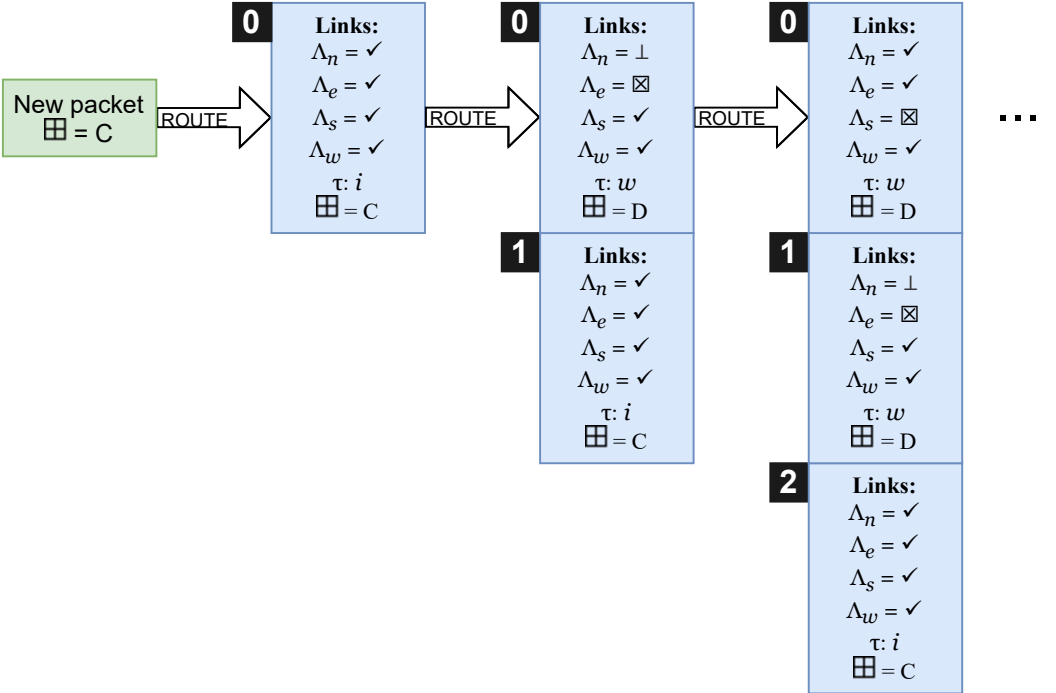 New packet
⊞ = C
ROUTE
0
Links:
Λn = ✓
Λe = ✓
Λs = ✓
Λw = ✓
τ: i
⊞ = C
ROUTE
0
Links:
Λn = ⊥
Λe = ☒
Λs = ✓
Λw = ✓
τ: w
⊞ = D
1
Links:
Λn = ✓
Λe = ✓
Λs = ✓
Λw = ✓
τ: i
⊞ = C
ROUTE
0
Links:
Λn = ✓
Λe = ✓
Λs = ☒
Λw = ✓
τ: w
⊞ = D
1
Links:
Λn = ⊥
Λe = ☒
Λs = ✓
Λw = ✓
τ: w
⊞ = D
2
Links:
Λn = ✓
Λe = ✓
Λs = ✓
Λw = ✓
τ: i
⊞ = C
...